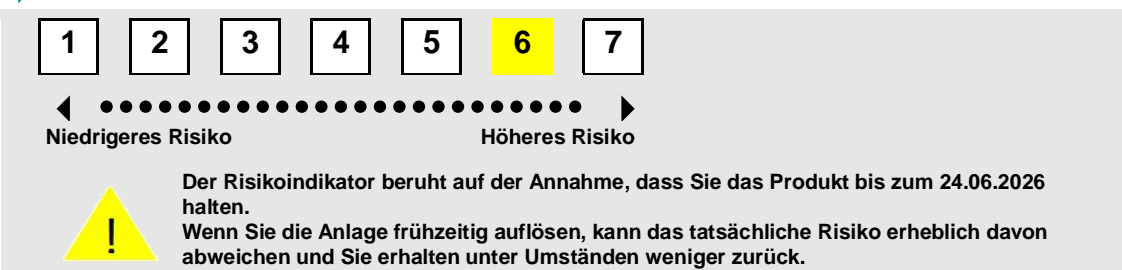 1 2 3 4 5 6 7
Niedrigeres Risiko Höheres Risiko
Der Risikoindikator beruht auf der Annahme, dass Sie das Produkt bis zum 24.06.2026
halten.
Wenn Sie die Anlage frühzeitig auflösen, kann das tatsächliche Risiko erheblich davon
abweichen und Sie erhalten unter Umständen weniger zurück.
!